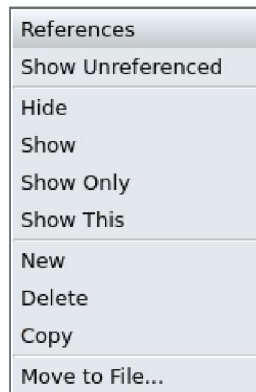 References
Show Unreferenced
Hide
Show
Show Only
Show This
New
Delete
Copy
Move to File...